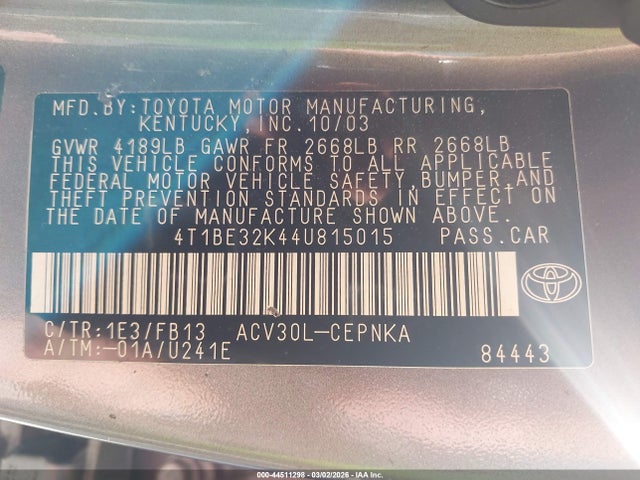 MFD.BY:TOYOTA MOTOR MANUFACTURING,
KENTUCKY,INC.10/03
GVWR 4189LB GAWR FR 2668LB RR 2668LB
THIS VEHICLE CONFORMS TO ALL APPLICABLE
FEDERAL MOTOR VEHICLE SAFETY,BUMPER,AND
THEFT PREVENTION STANDARDS IN EFFECT ON
THE DATE OF MANUFACTURE SHOWN ABOVE.
4T1BE32K44U815015 PASS.CAR
C/TR:1E3/FB13 ACV30L-CEPNKA
A/TM:-01A/U241E 84443
000-44511298 - 03/02/2026 - IAA Inc.